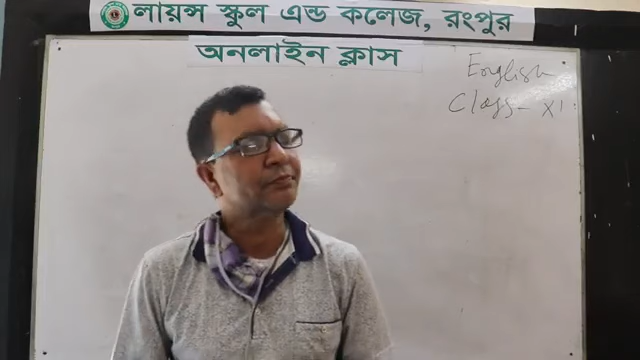 লায়ন্স স্কুল এন্ড কলেজ, রংপুর
অনলাইন ক্লাস
English
Class- XI